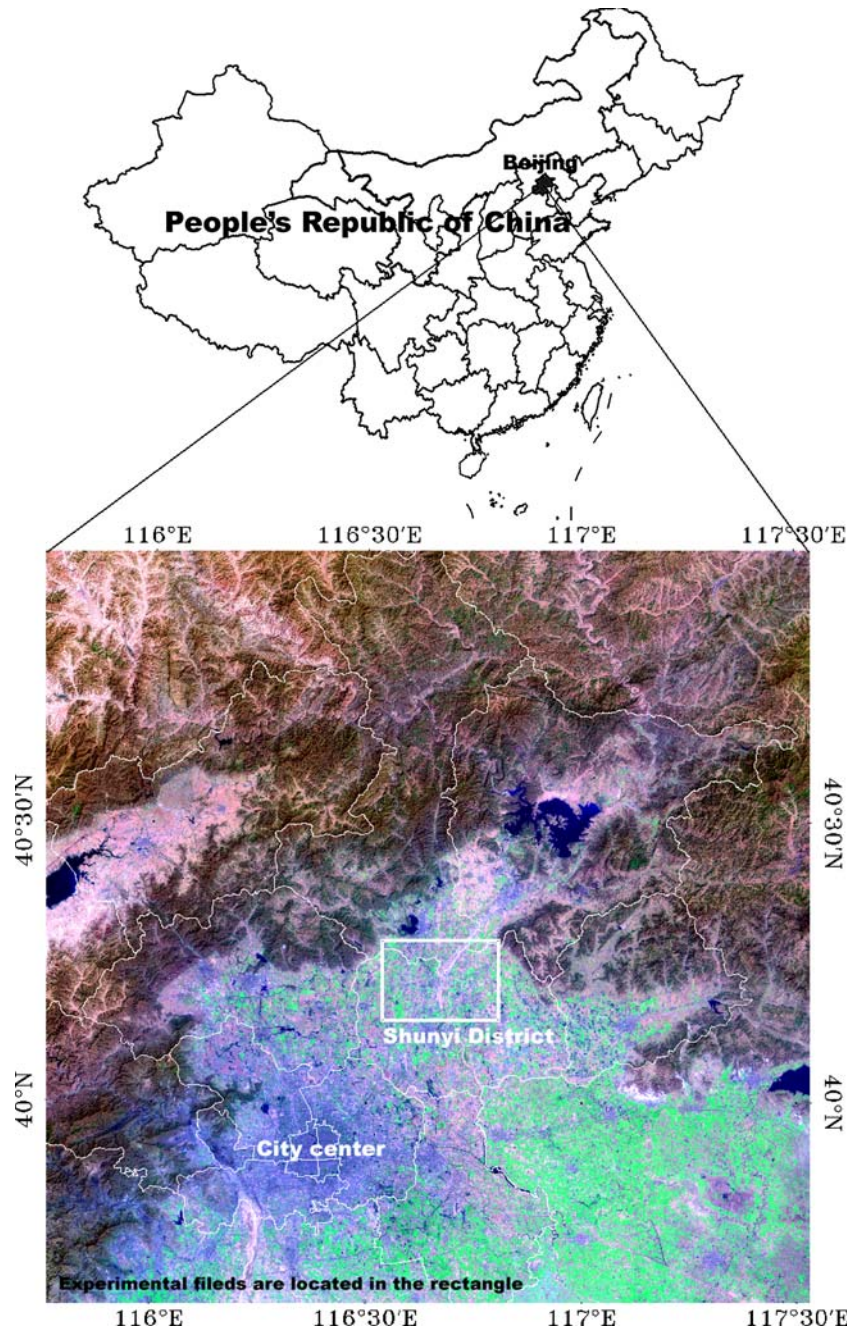 Beijing
People's Republic of China
116°E 116°30'E 117°E 117°30'E
40°30'N 40°30'N
Shunyi District
40°N 40°N
City center
Experimental fileds are located in the rectangle
116°E 116°30'E 117°E 117°30'E